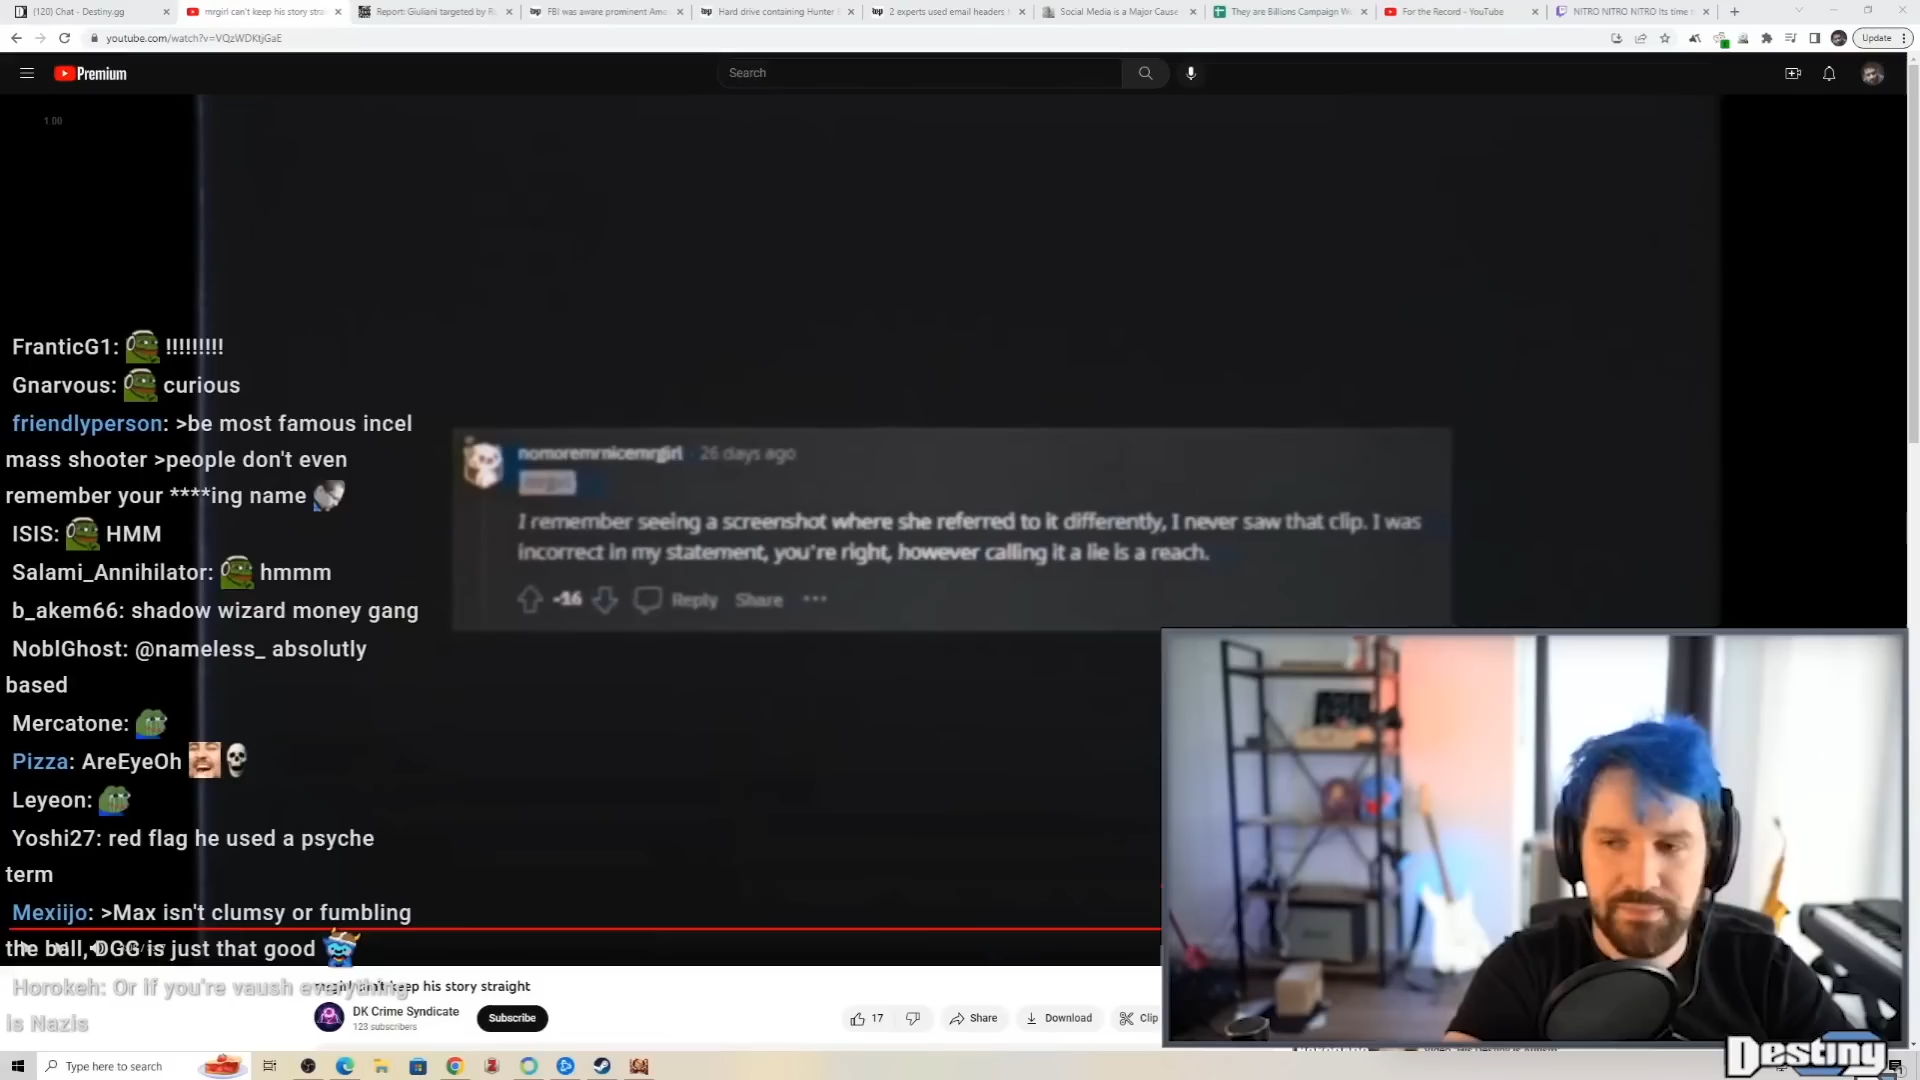 (120) Chat - Destiny.gg
mrgirl can't keep his story stra
Report: Giuliani targeted by Ru
FBI was aware prominent Ame
Hard drive containing Hunter B
2 experts used email headers t
Social Media is a Major Cause
They are Billions Campaign W
For the Record - YouTube
NITRO NITRO NITRO Its time t
youtube.com/watch?v=VQzWDKtjGaE
Update
Premium
Search
1 00
FranticG1: !!!!!!!!!
Gnarvous: curious
friendlyperson: >be most famous incel
mass shooter >people don't even
remember your ****ing name
ISIS: HMM
Salami_Annihilator: hmmm
b_akem66: shadow wizard money gang
NoblGhost: @nameless_ absolutly
based
Mercatone:
Pizza: AreEyeOh
Leyeon:
Yoshi27: red flag he used a psyche
term
Mexiijo: >Max isn't clumsy or fumbling
the ball, DGG is just that good
Horokeh: Or if you're vaush everything
is Nazis
nomoremrnicemrgirl · 26 days ago
mrgirl
I remember seeing a screenshot where she referred to it differently, I never saw that clip. I was
incorrect in my statement, you're right, however calling it a lie is a reach.
-16 Reply Share ...
mrgirl can't keep his story straight
DK Crime Syndicate
123 subscribers
Subscribe
17
Share
Download
Clip
Type here to search
Destiny